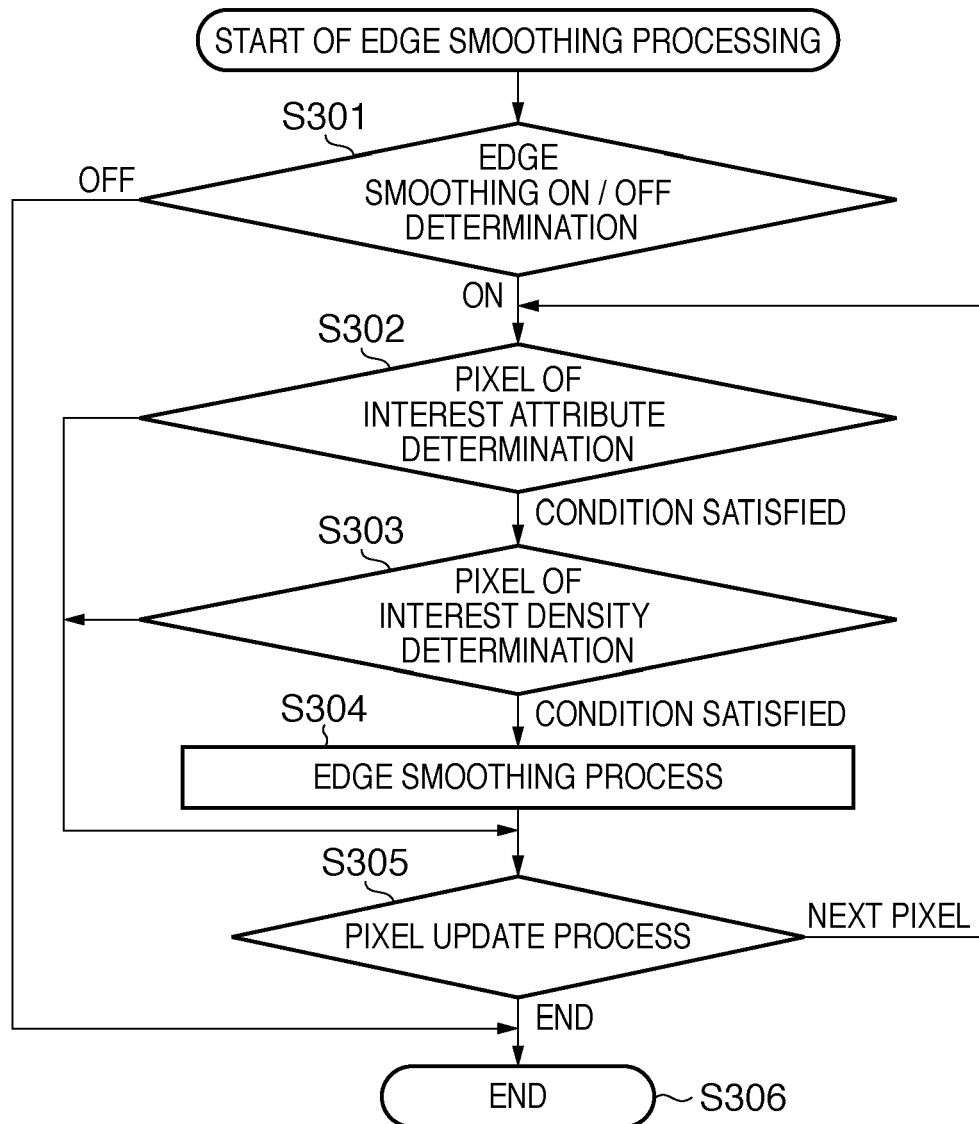 START OF EDGE SMOOTHING PROCESSING
S301
EDGE
SMOOTHING ON / OFF
DETERMINATION
OFF
ON
S302
PIXEL OF
INTEREST ATTRIBUTE
DETERMINATION
CONDITION SATISFIED
S303
PIXEL OF
INTEREST DENSITY
DETERMINATION
CONDITION SATISFIED
S304
EDGE SMOOTHING PROCESS
S305
PIXEL UPDATE PROCESS
NEXT PIXEL
END
END
S306